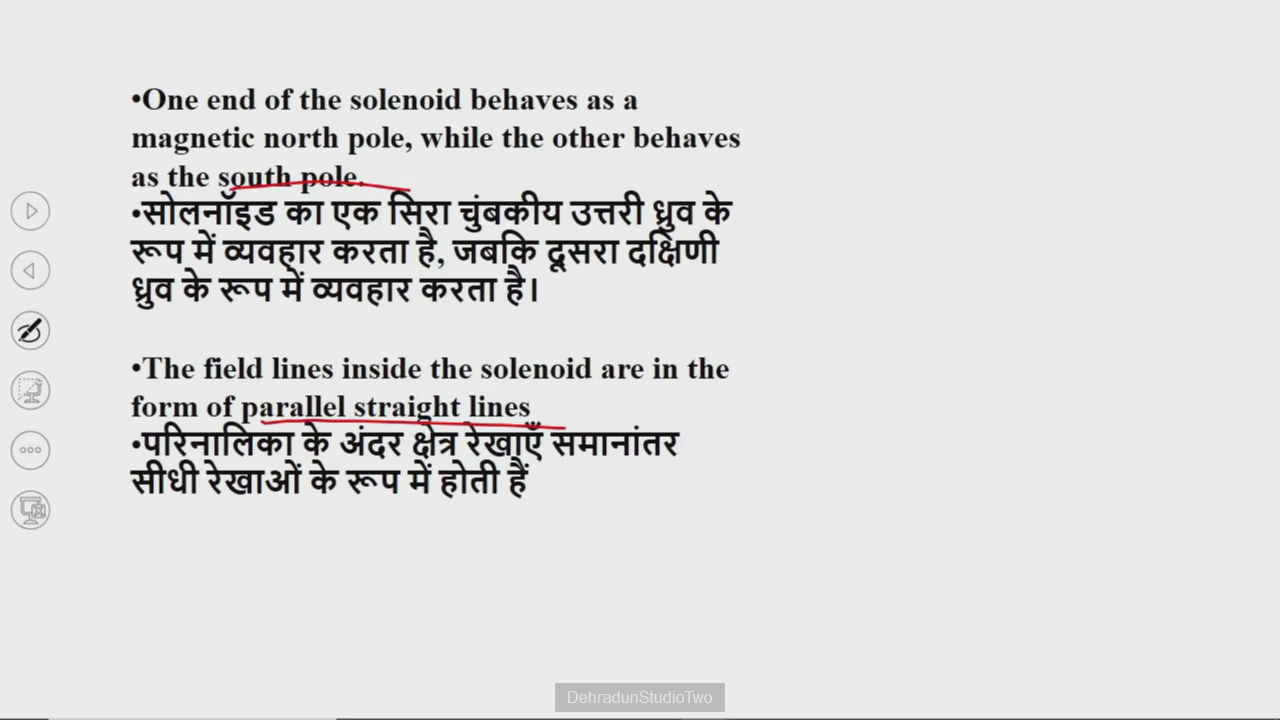 •One end of the solenoid behaves as a
magnetic north pole, while the other behaves
as the south pole.
•सोलनॉइड का एक सिरा चुंबकीय उत्तरी ध्रुव के
रूप में व्यवहार करता है, जबकि दूसरा दक्षिणी
ध्रुव के रूप में व्यवहार करता है।
•The field lines inside the solenoid are in the
form of parallel straight lines
•परिनालिका के अंदर क्षेत्र रेखाएँ समानांतर
सीधी रेखाओं के रूप में होती हैं
DehradunStudioTwo